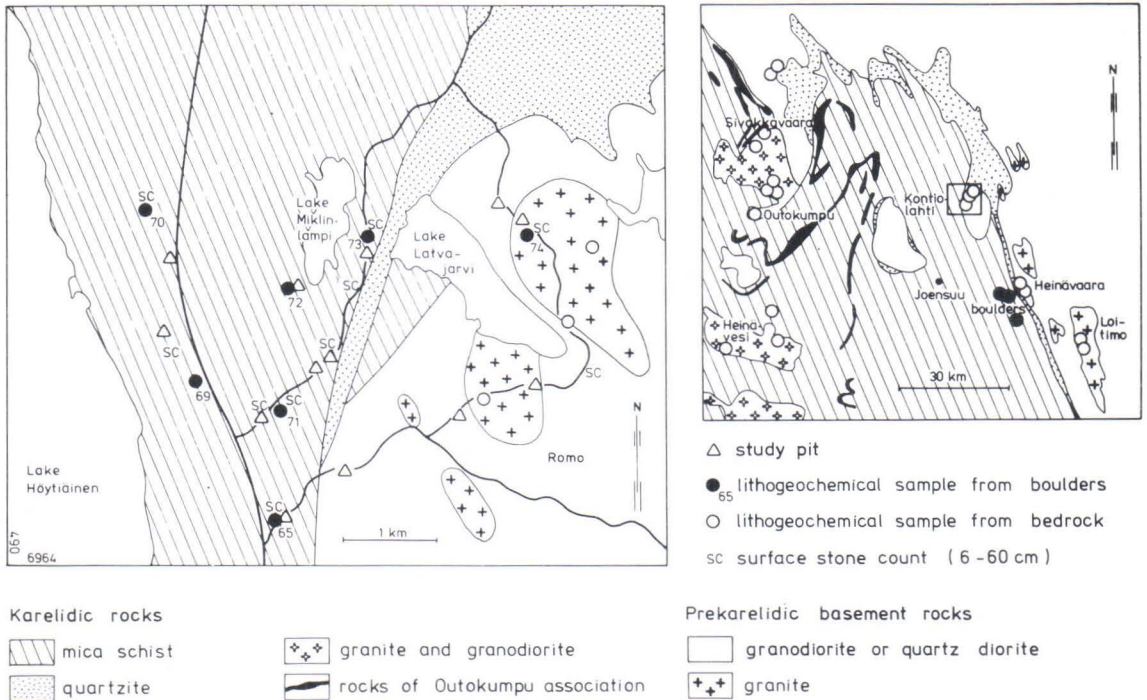 SC
70
Lake
Miklin-
lampi
SC
73
Lake
Latva-
järvi
SC
74
72
SC
SC
SC
69
SC
SC
71
SC
Lake
Höytiäinen
SC
65
Romo
N
1 km
490
6964
Sivakkavaara
Outokumpu
Kontio-
lahti
N
Joensuu
Heinävaara
boulders
Heinä-
vesi
Loi-
timo
30 km
study pit
65 lithogeochemical sample from boulders
lithogeochemical sample from bedrock
SC surface stone count (6-60 cm)
Karelidic rocks
mica schist
quartzite
granite and granodiorite
rocks of Outokumpu association
Prekarelidic basement rocks
granodiorite or quartz diorite
granite